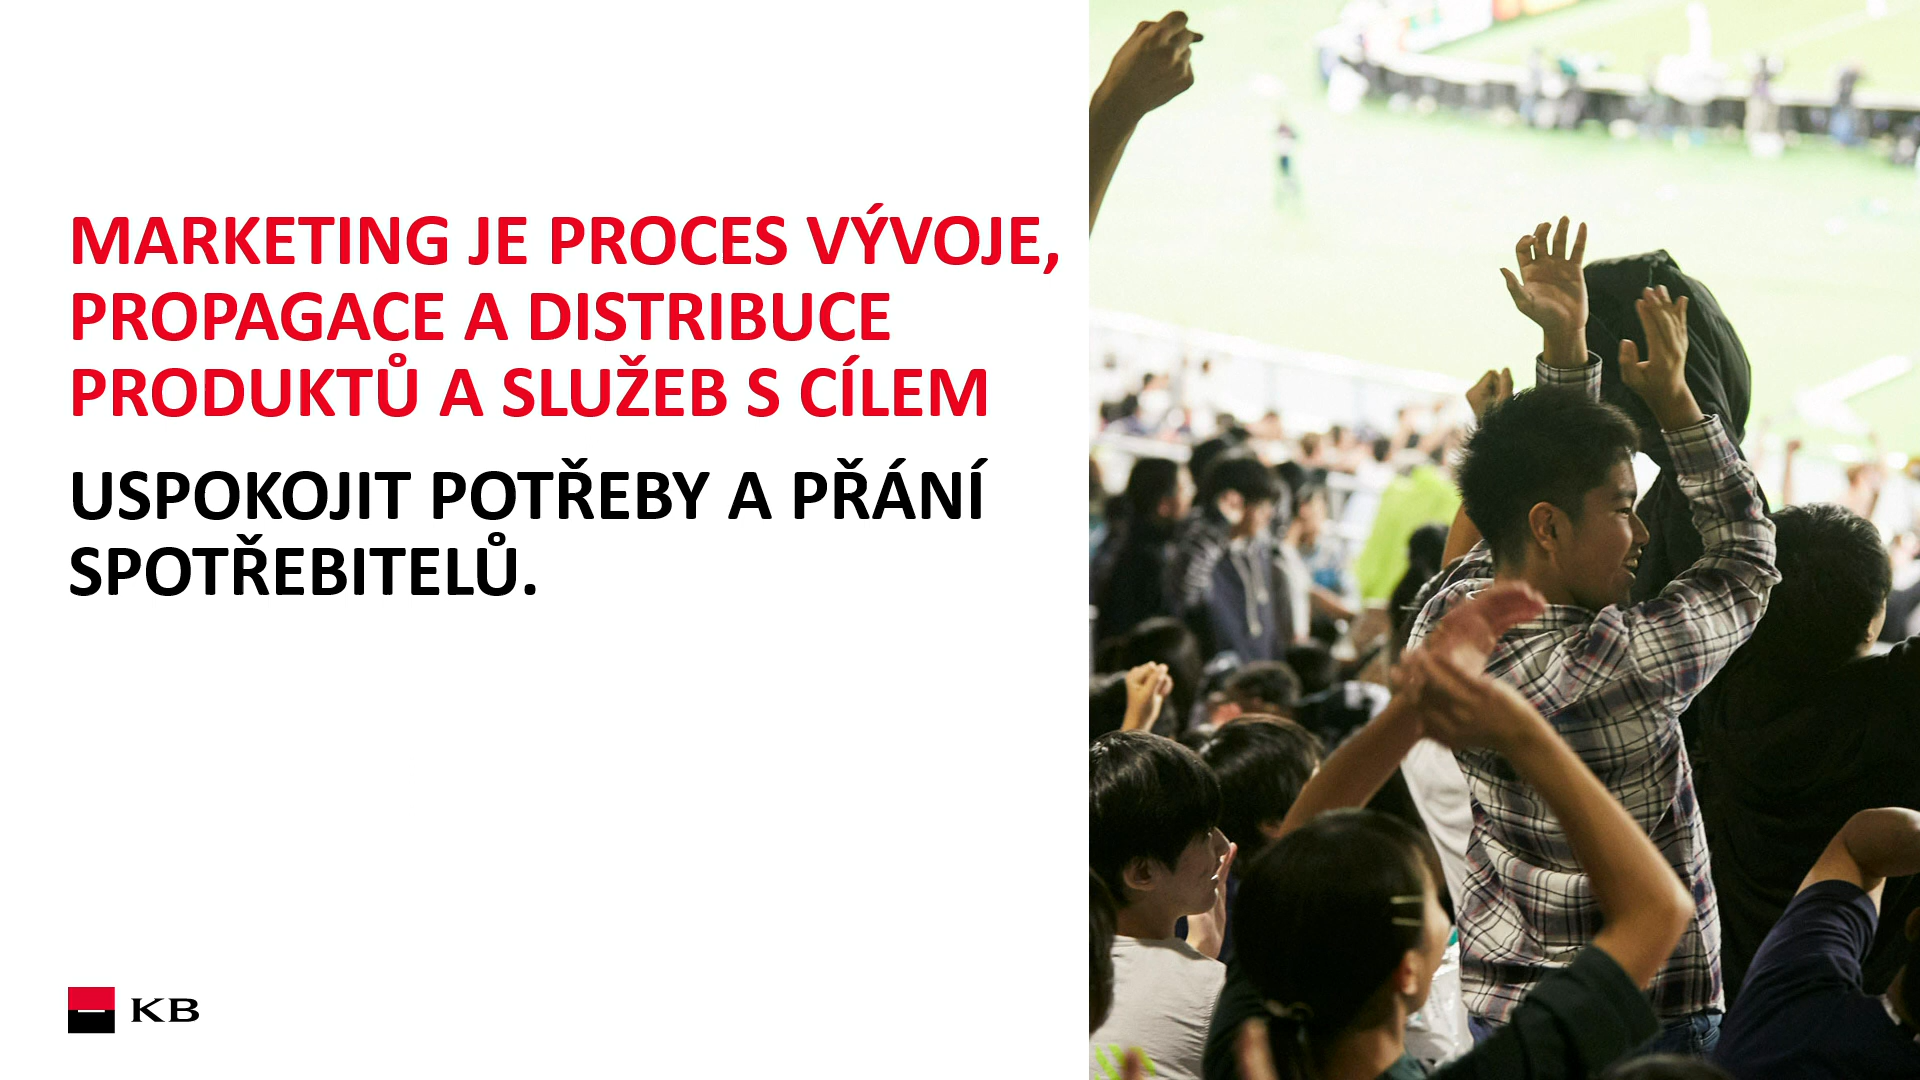 MARKETING JE PROCES VÝVOJE,
PROPAGACE A DISTRIBUCE
PRODUKTŮ A SLUŽEB S CÍLEM
USPOKOJIT POTŘEBY A PŘÁNÍ
SPOTŘEBITELŮ.
KB